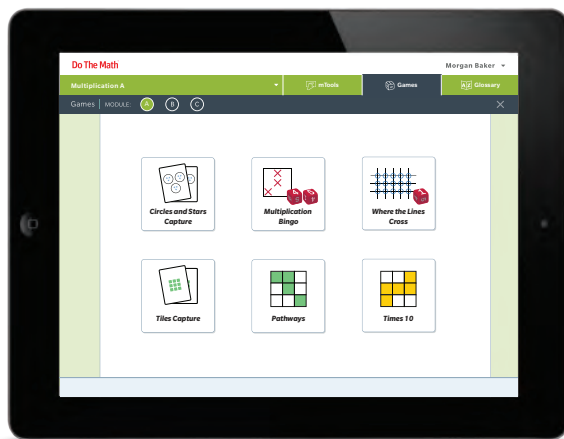 Do The Math
Morgan Baker
Multiplication A
mTools
Games
A|Z Glossary
Games | MODULE: A B C
Circles and Stars
Capture
Multiplication
Bingo
Where the Lines
Cross
Tiles Capture
Pathways
Times 10